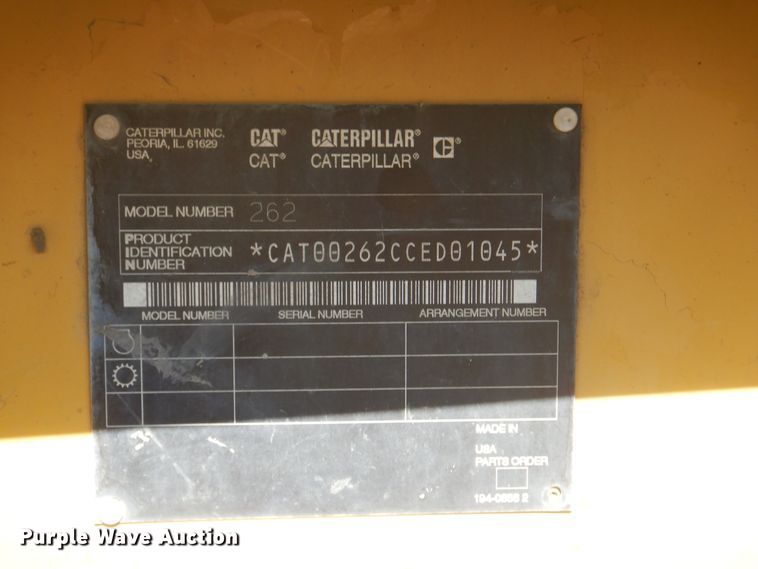 CATERPILLAR INC.
PEORIA, IL. 61629
USA
CAT® CATERPILLAR® C®
CAT® CATERPILLAR®
MODEL NUMBER 262
PRODUCT IDENTIFICATION NUMBER *CAT00262CCED01045*
MODEL NUMBER SERIAL NUMBER ARRANGEMENT NUMBER
MADE IN
USA
PARTS ORDER
Purple Wave Auction